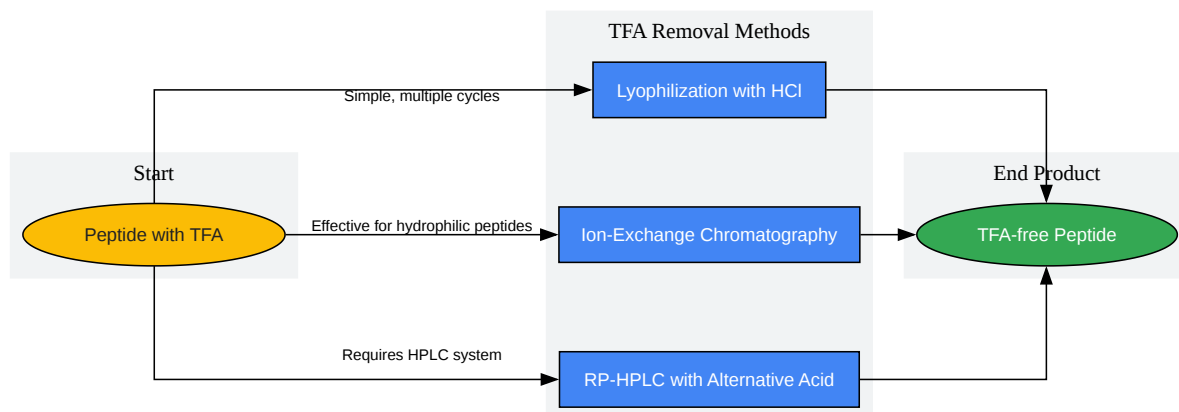 TFA Removal Methods
Simple, multiple cycles
Lyophilization with HCl
Start
Peptide with TFA
Effective for hydrophilic peptides
Ion-Exchange Chromatography
End Product
TFA-free Peptide
Requires HPLC system
RP-HPLC with Alternative Acid